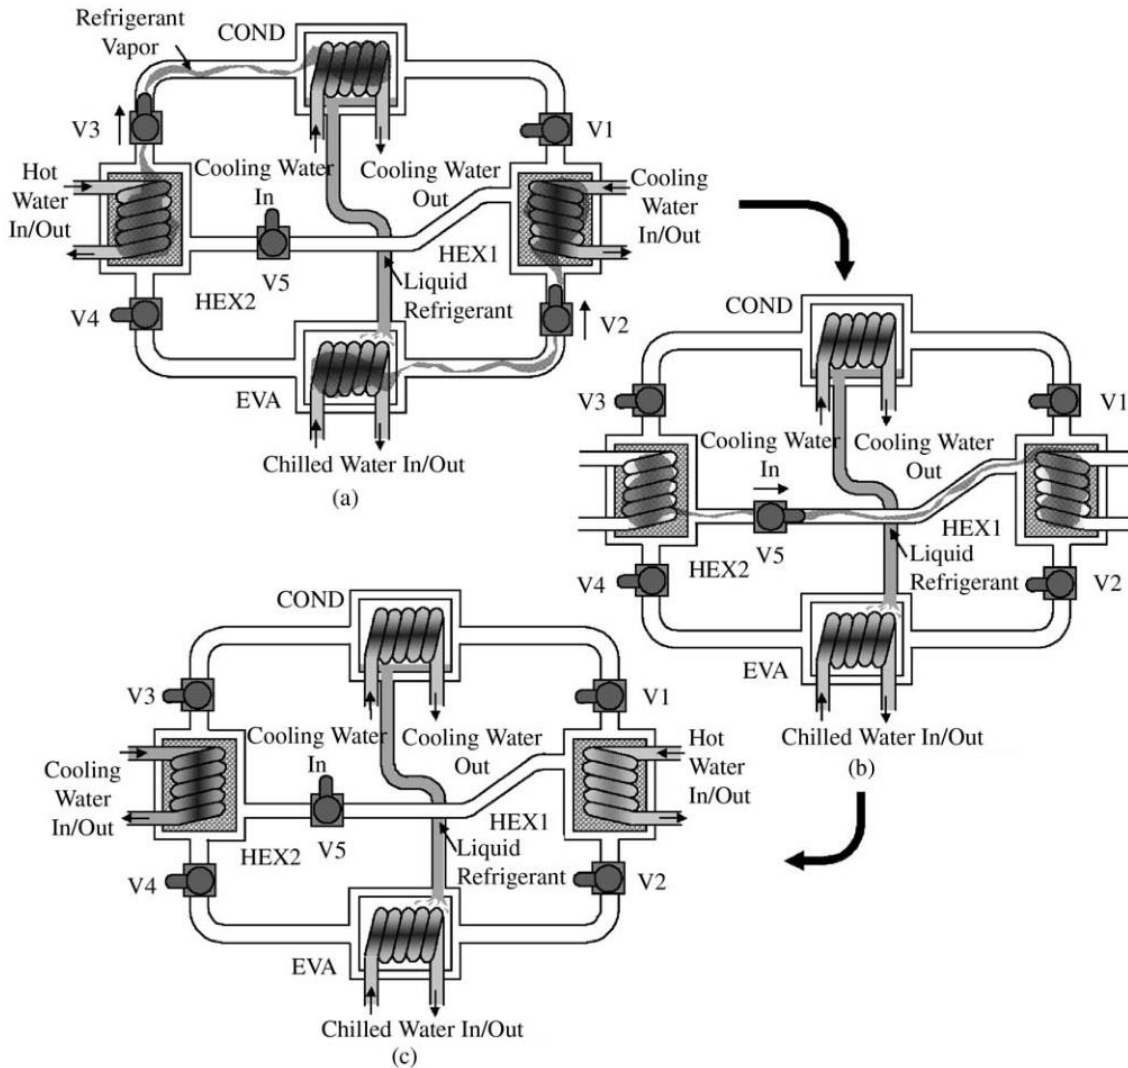 Refrigerant
Vapor
COND
V3
V1
Hot
Water
In/Out
Cooling Water
In
Cooling Water
Out
Cooling
Water
In/Out
V5
HEX1
HEX2
Liquid
Refrigerant
V4
V2
EVA
Chilled Water In/Out
(a)
COND
V3
V1
Cooling Water
In
Cooling Water
Out
V5
HEX1
HEX2
Liquid
Refrigerant
V4
V2
EVA
Chilled Water In/Out
(b)
COND
V3
V1
Cooling Water
In
Cooling Water
Out
Hot
Water
In/Out
Cooling
Water
In/Out
V5
HEX1
HEX2
Liquid
Refrigerant
V4
V2
EVA
Chilled Water In/Out
(c)